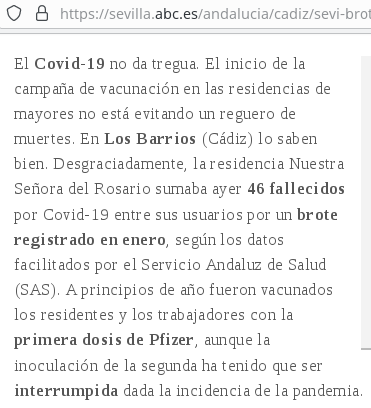 https://sevilla.abc.es/andalucia/cadiz/sevi-brot
El Covid-19 no da tregua. El inicio de la
campaña de vacunación en las residencias de
mayores no está evitando un reguero de
muertes. En Los Barrios (Cádiz) lo saben
bien. Desgraciadamente, la residencia Nuestra
Señora del Rosario sumaba ayer 46 fallecidos
por Covid-19 entre sus usuarios por un brote
registrado en enero, según los datos
facilitados por el Servicio Andaluz de Salud
(SAS). A principios de año fueron vacunados
los residentes y los trabajadores con la
primera dosis de Pfizer, aunque la
inoculación de la segunda ha tenido que ser
interrumpida dada la incidencia de la pandemia.